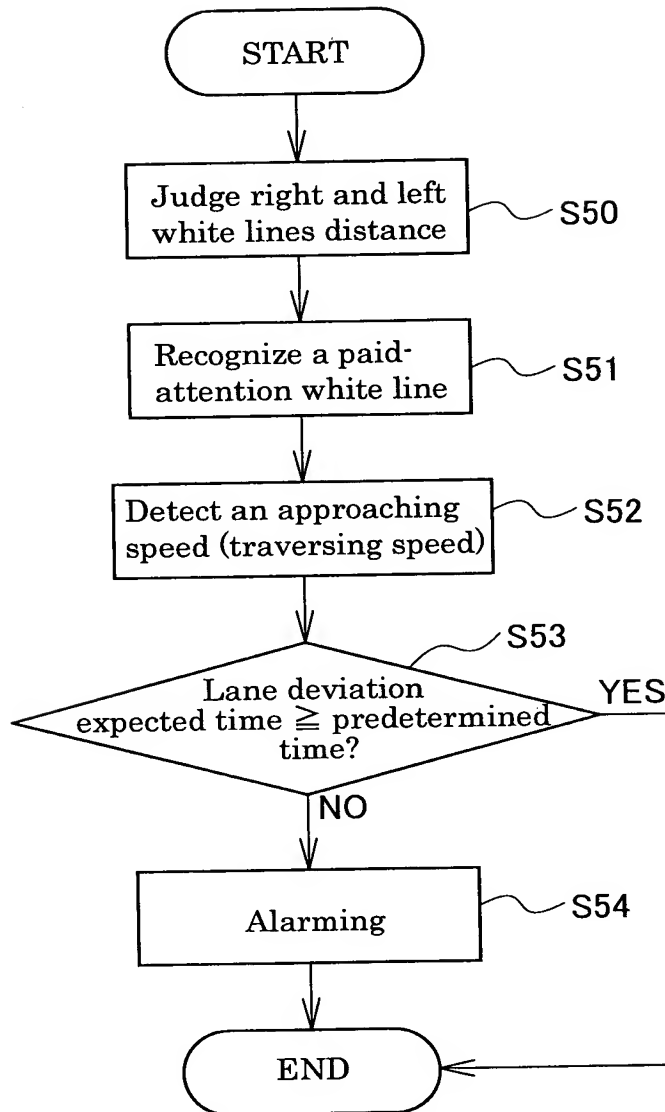 START
Judge right and left
white lines distance
S50
Recognize a paid-
attention white line
S51
Detect an approaching
speed (traversing speed)
S52
S53
Lane deviation
expected time ≧ predetermined
time?
YES
NO
Alarming
S54
END